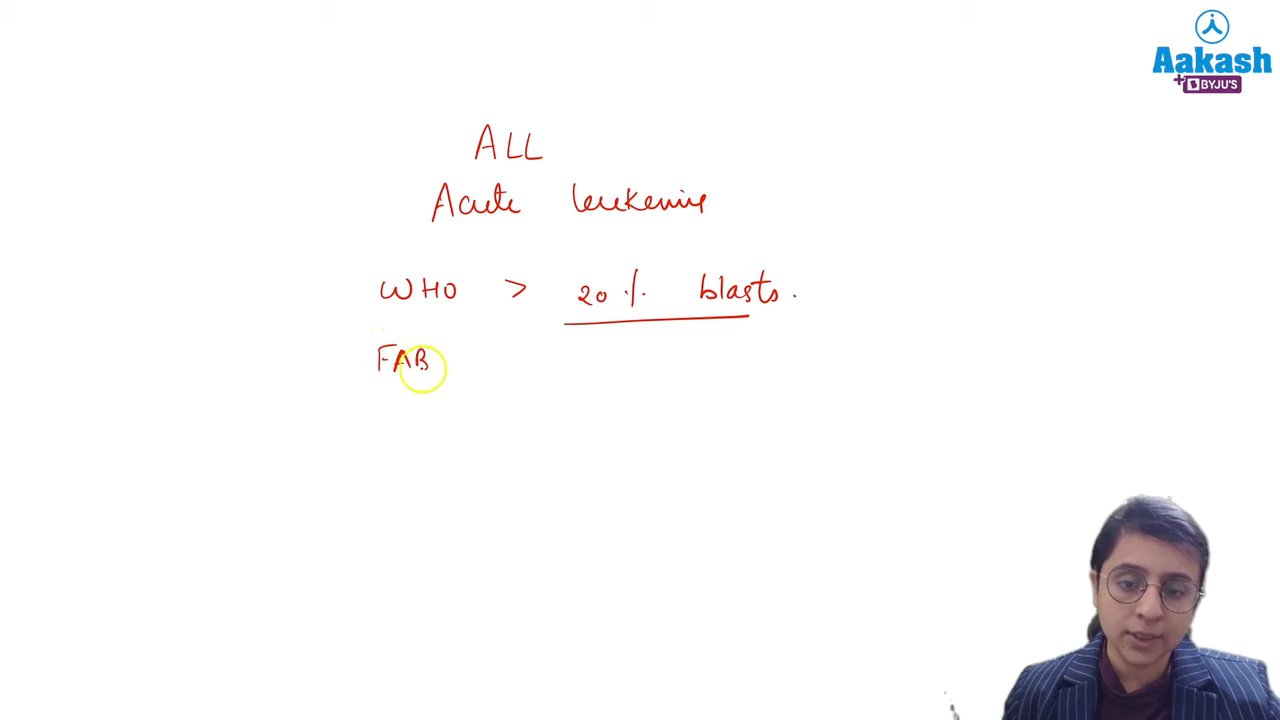 Aakash
+BYJU'S
ALL
Acute leukemia
WHO > 20 % blasts.
FAB